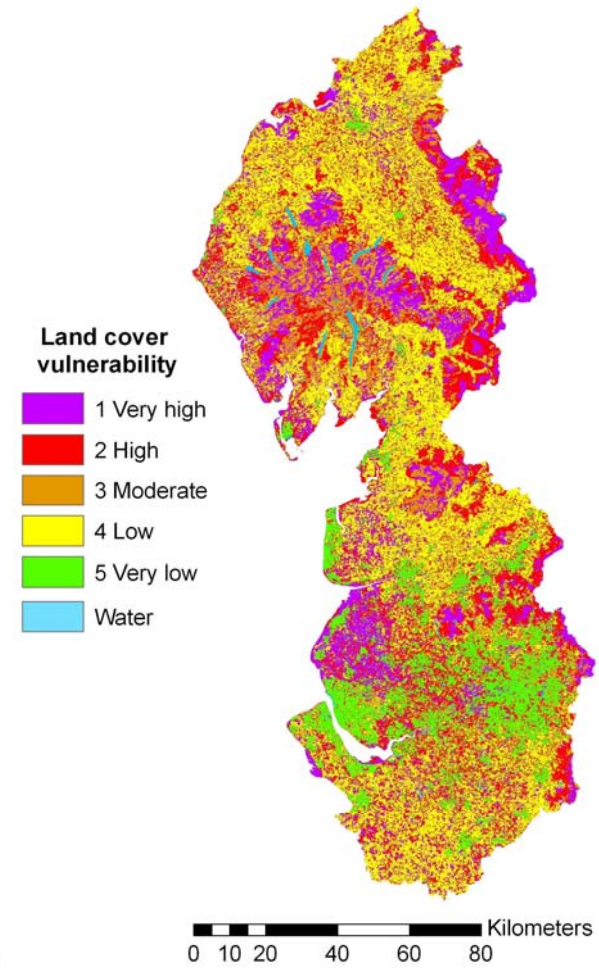 Land cover
vulnerability
1 Very high
2 High
3 Moderate
4 Low
5 Very low
Water
Kilometers
0 10 20 40 60 80